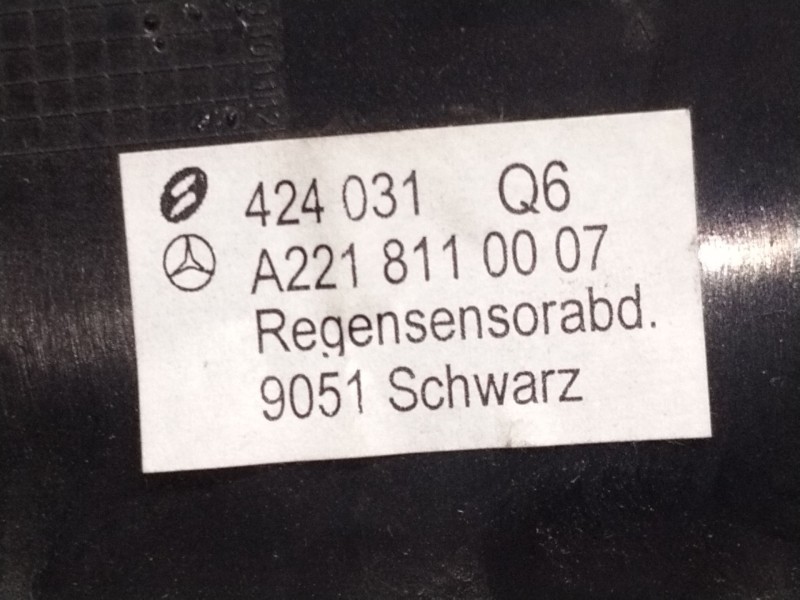 424 031 Q6
A221 811 00 07
Regensensorabd.
9051 Schwarz